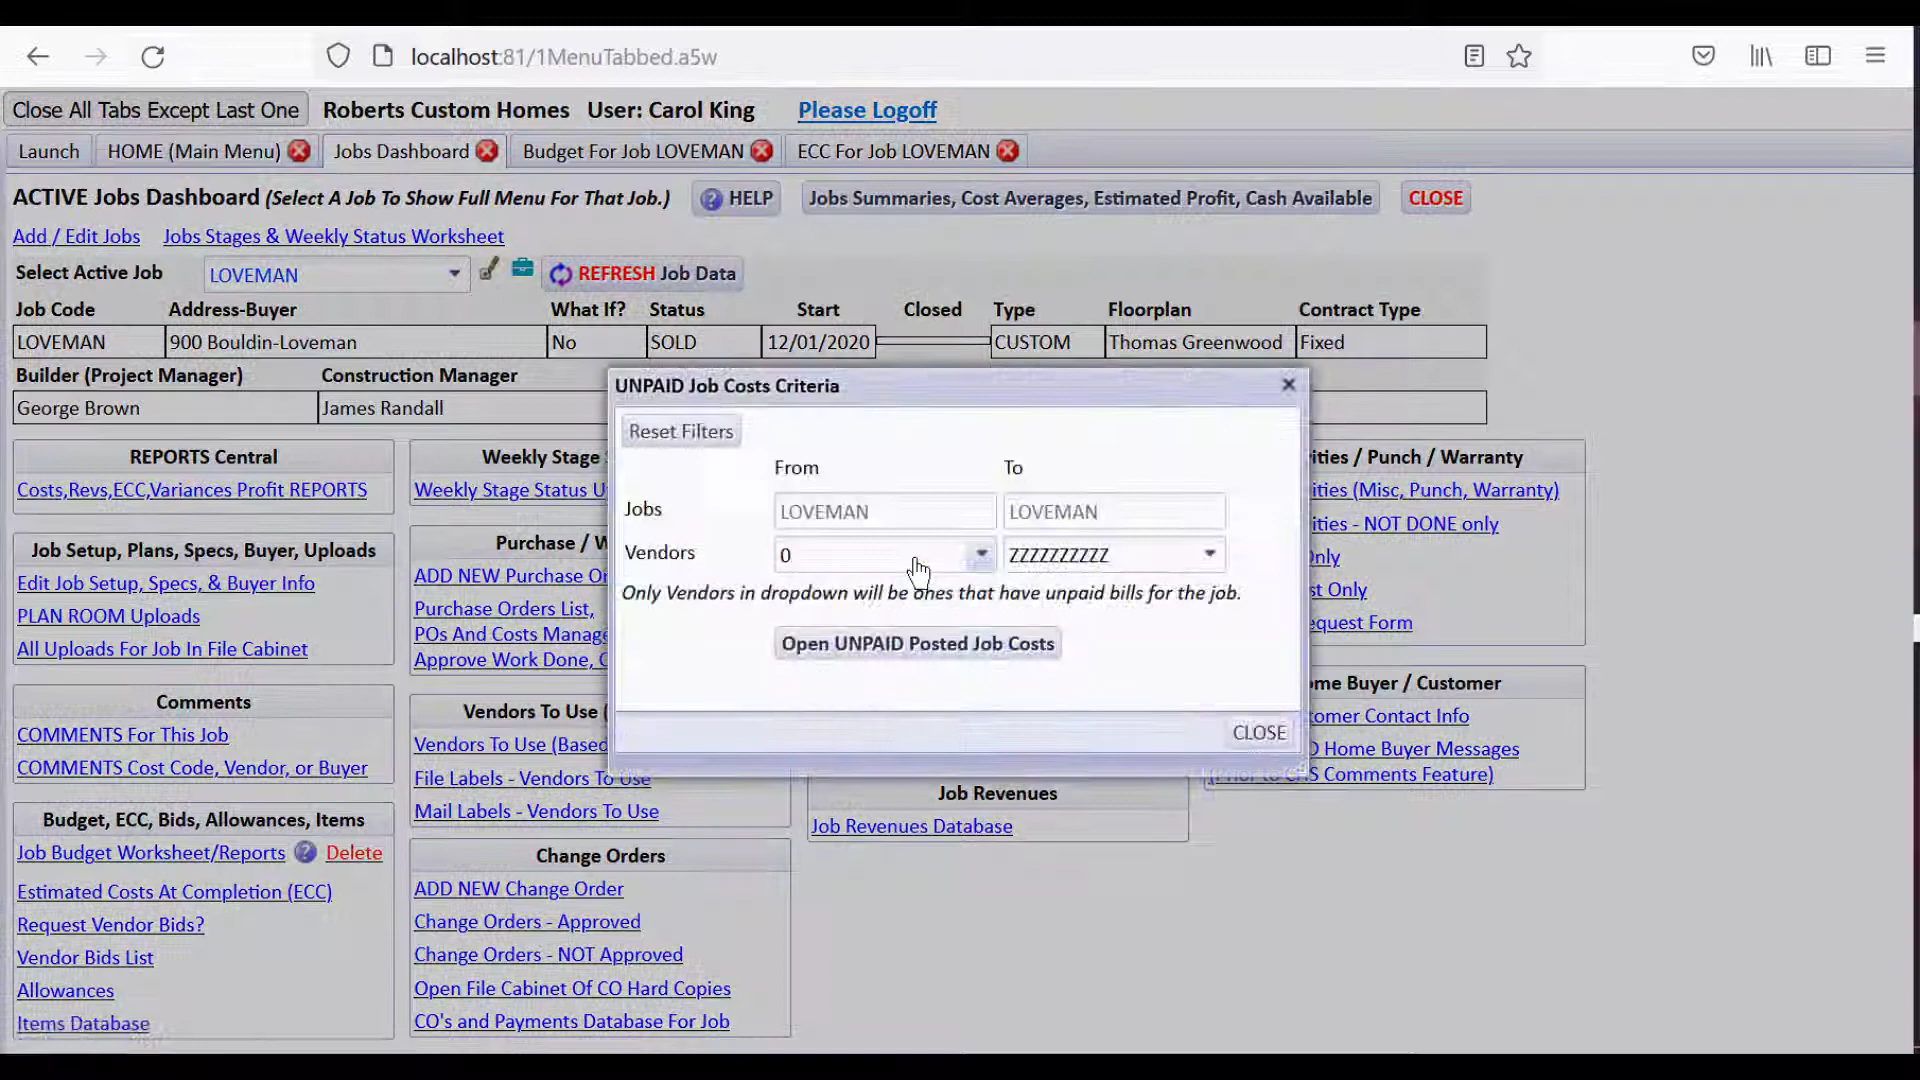 localhost:81/1MenuTabbed.a5w
Close All Tabs Except Last One Roberts Custom Homes User: Carol King Please Logoff
Launch HOME (Main Menu) Jobs Dashboard Budget For Job LOVEMAN ECC For Job LOVEMAN
ACTIVE Jobs Dashboard (Select A Job To Show Full Menu For That Job.) HELP Jobs Summaries, Cost Averages, Estimated Profit, Cash Available CLOSE
Add / Edit Jobs Jobs Stages & Weekly Status Worksheet
Select Active Job LOVEMAN REFRESH Job Data
Job Code Address-Buyer What If? Status Start Closed Type Floorplan Contract Type
LOVEMAN 900 Bouldin-Loveman No SOLD 12/01/2020 CUSTOM Thomas Greenwood Fixed
Builder (Project Manager) Construction Manager
George Brown James Randall
UNPAID Job Costs Criteria
Reset Filters
From To
Jobs LOVEMAN LOVEMAN
Vendors 0 ZZZZZZZZZZ
Only Vendors in dropdown will be ones that have unpaid bills for the job.
Open UNPAID Posted Job Costs
CLOSE
REPORTS Central
Costs,Revs,ECC,Variances Profit REPORTS
Job Setup, Plans, Specs, Buyer, Uploads
Edit Job Setup, Specs, & Buyer Info
PLAN ROOM Uploads
All Uploads For Job In File Cabinet
Comments
COMMENTS For This Job
COMMENTS Cost Code, Vendor, or Buyer
Budget, ECC, Bids, Allowances, Items
Job Budget Worksheet/Reports Delete
Estimated Costs At Completion (ECC)
Request Vendor Bids?
Vendor Bids List
Allowances
Items Database
Weekly Stage
Weekly Stage Status U
Purchase / W
ADD NEW Purchase Or
Purchase Orders List,
POs And Costs Manage
Approve Work Done, C
Vendors To Use (
Vendors To Use (Based
File Labels - Vendors To Use
Mail Labels - Vendors To Use
Change Orders
ADD NEW Change Order
Change Orders - Approved
Change Orders - NOT Approved
Open File Cabinet Of CO Hard Copies
CO's and Payments Database For Job
Job Revenues
Job Revenues Database
ities / Punch / Warranty
ities (Misc, Punch, Warranty)
ities - NOT DONE only
Only
st Only
equest Form
ome Buyer / Customer
tomer Contact Info
D Home Buyer Messages
(Prior to CHS Comments Feature)